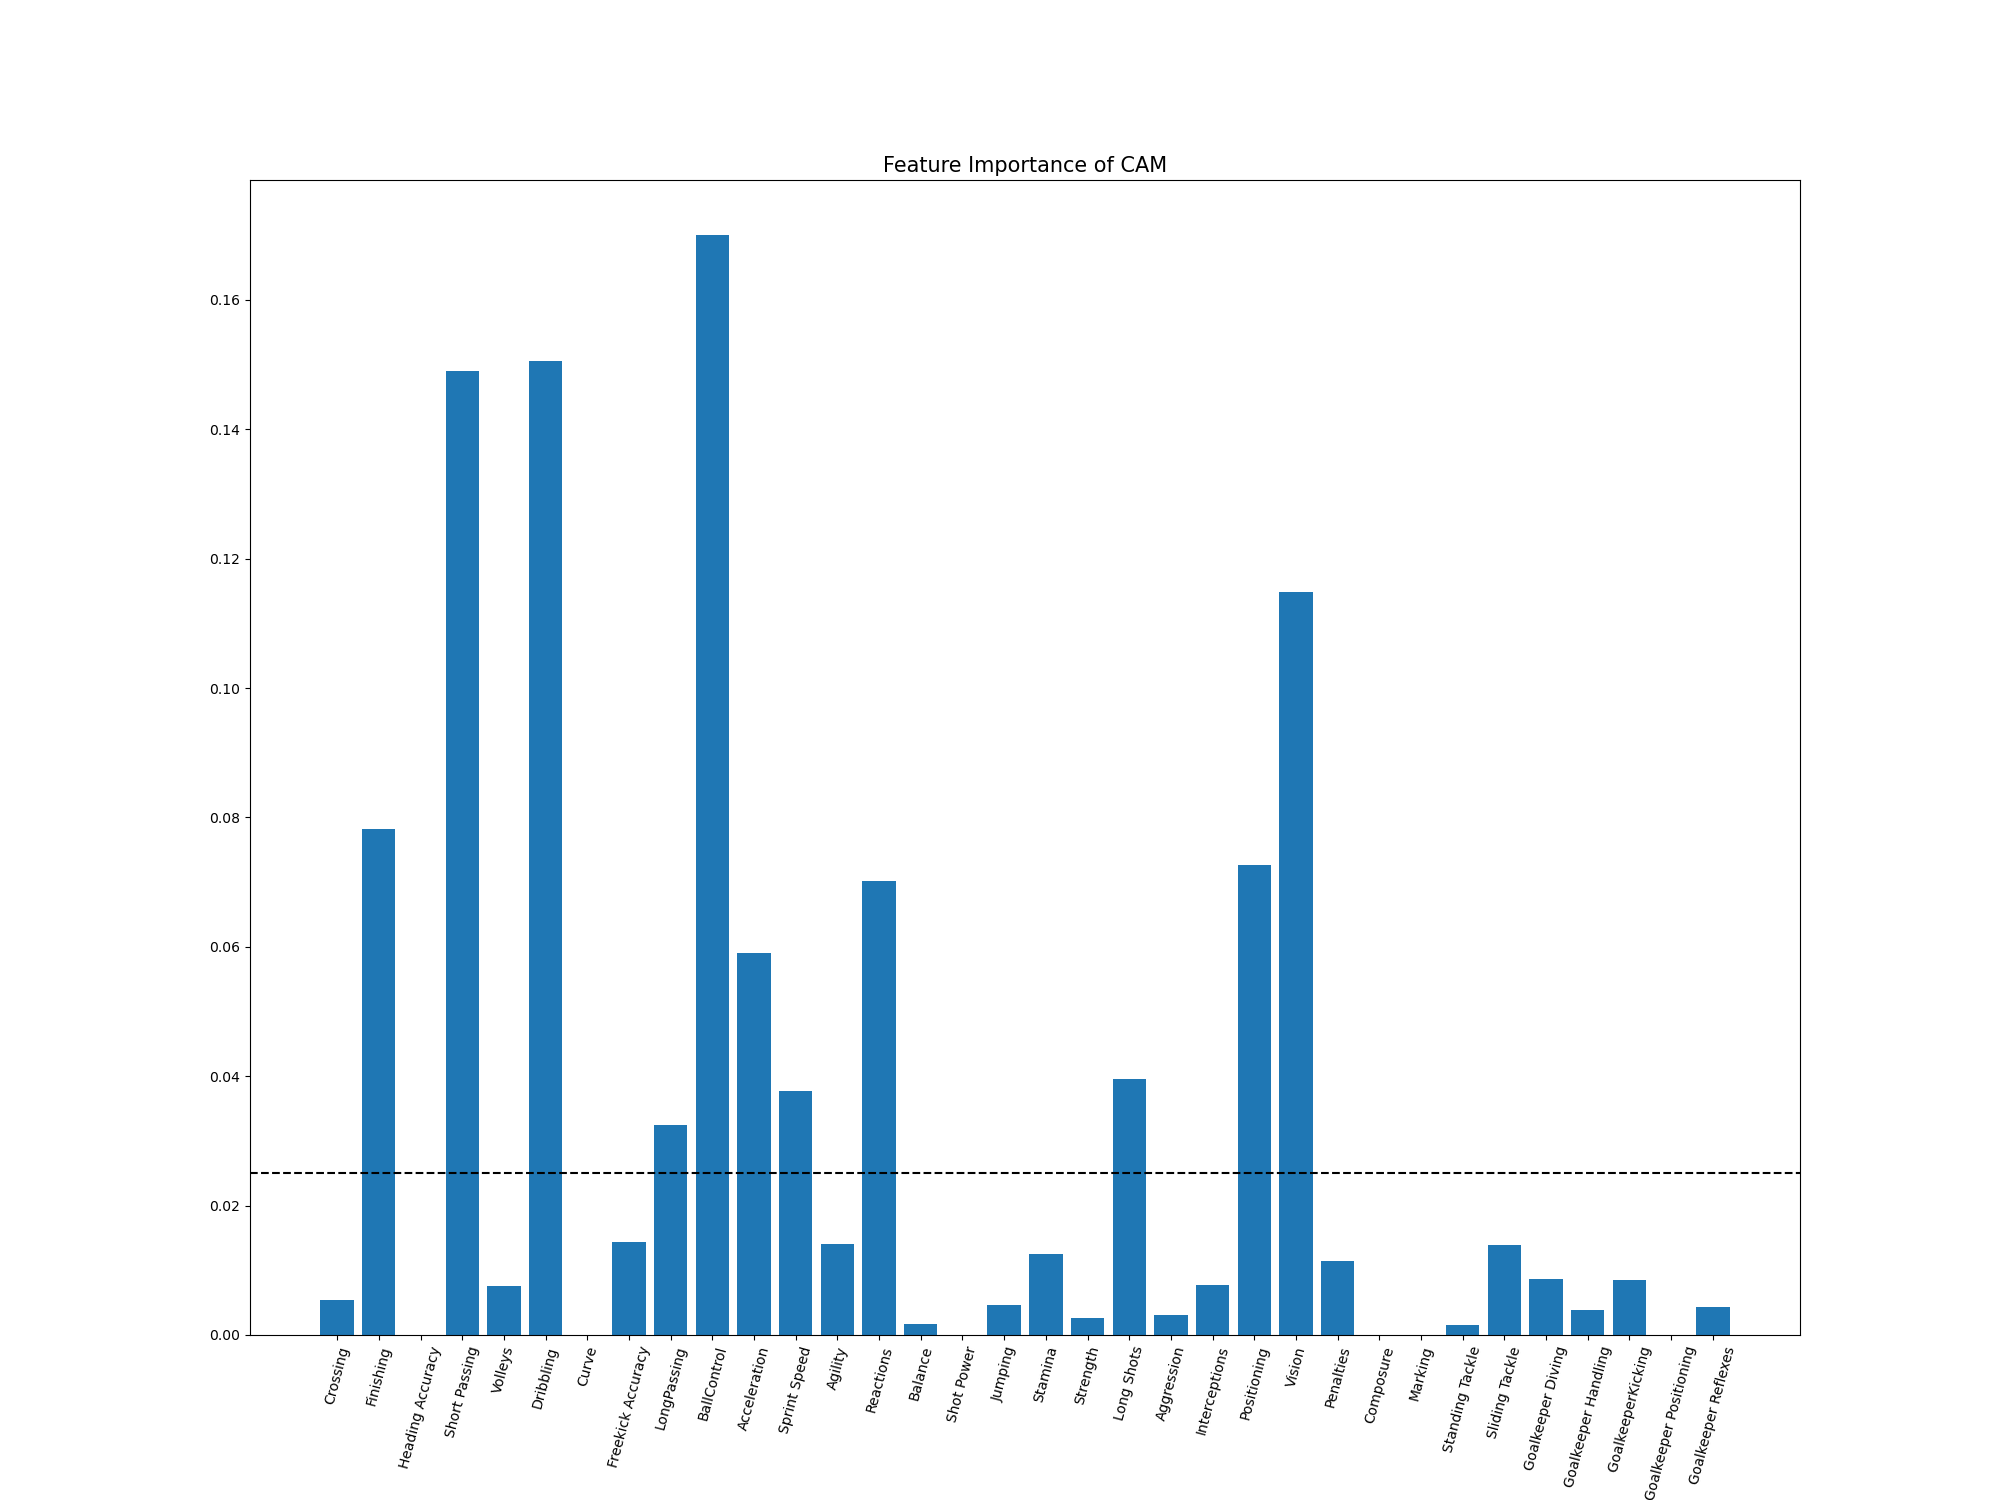 Feature Importance of CAM
0.16
0.14
0.12
0.10
0.08
0.06
0.04
0.02
0.00
Crossing
Finishing
Heading Accuracy
Short Passing
Volleys
Dribbling
Curve
Freekick Accuracy
LongPassing
BallControl
Acceleration
Sprint Speed
Agility
Reactions
Balance
Shot Power
Jumping
Stamina
Strength
Long Shots
Aggression
Interceptions
Positioning
Vision
Penalties
Composure
Marking
Standing Tackle
Sliding Tackle
Goalkeeper Diving
Goalkeeper Handling
GoalkeeperKicking
Goalkeeper Positioning
Goalkeeper Reflexes